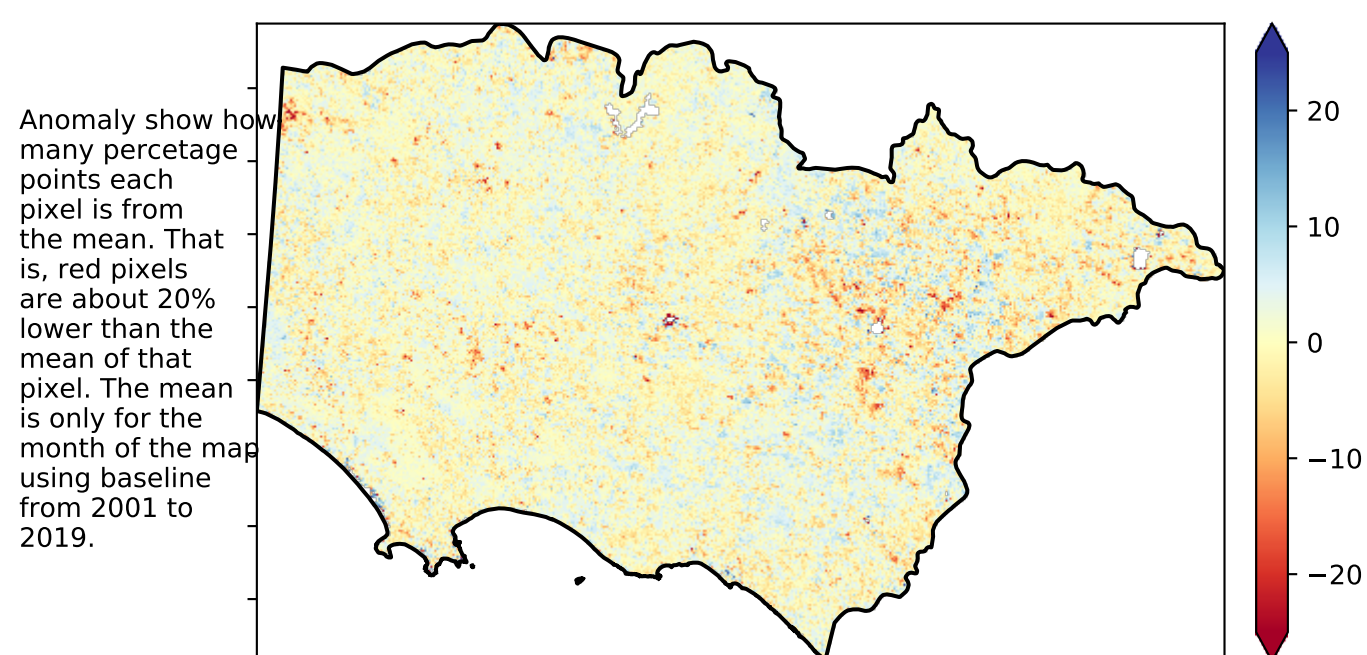 Anomaly show how
many percetage
points each
pixel is from
the mean. That
is, red pixels
are about 20%
lower than the
mean of that
pixel. The mean
is only for the
month of the map
using baseline
from 2001 to
2019.
20
10
0
−10
−20